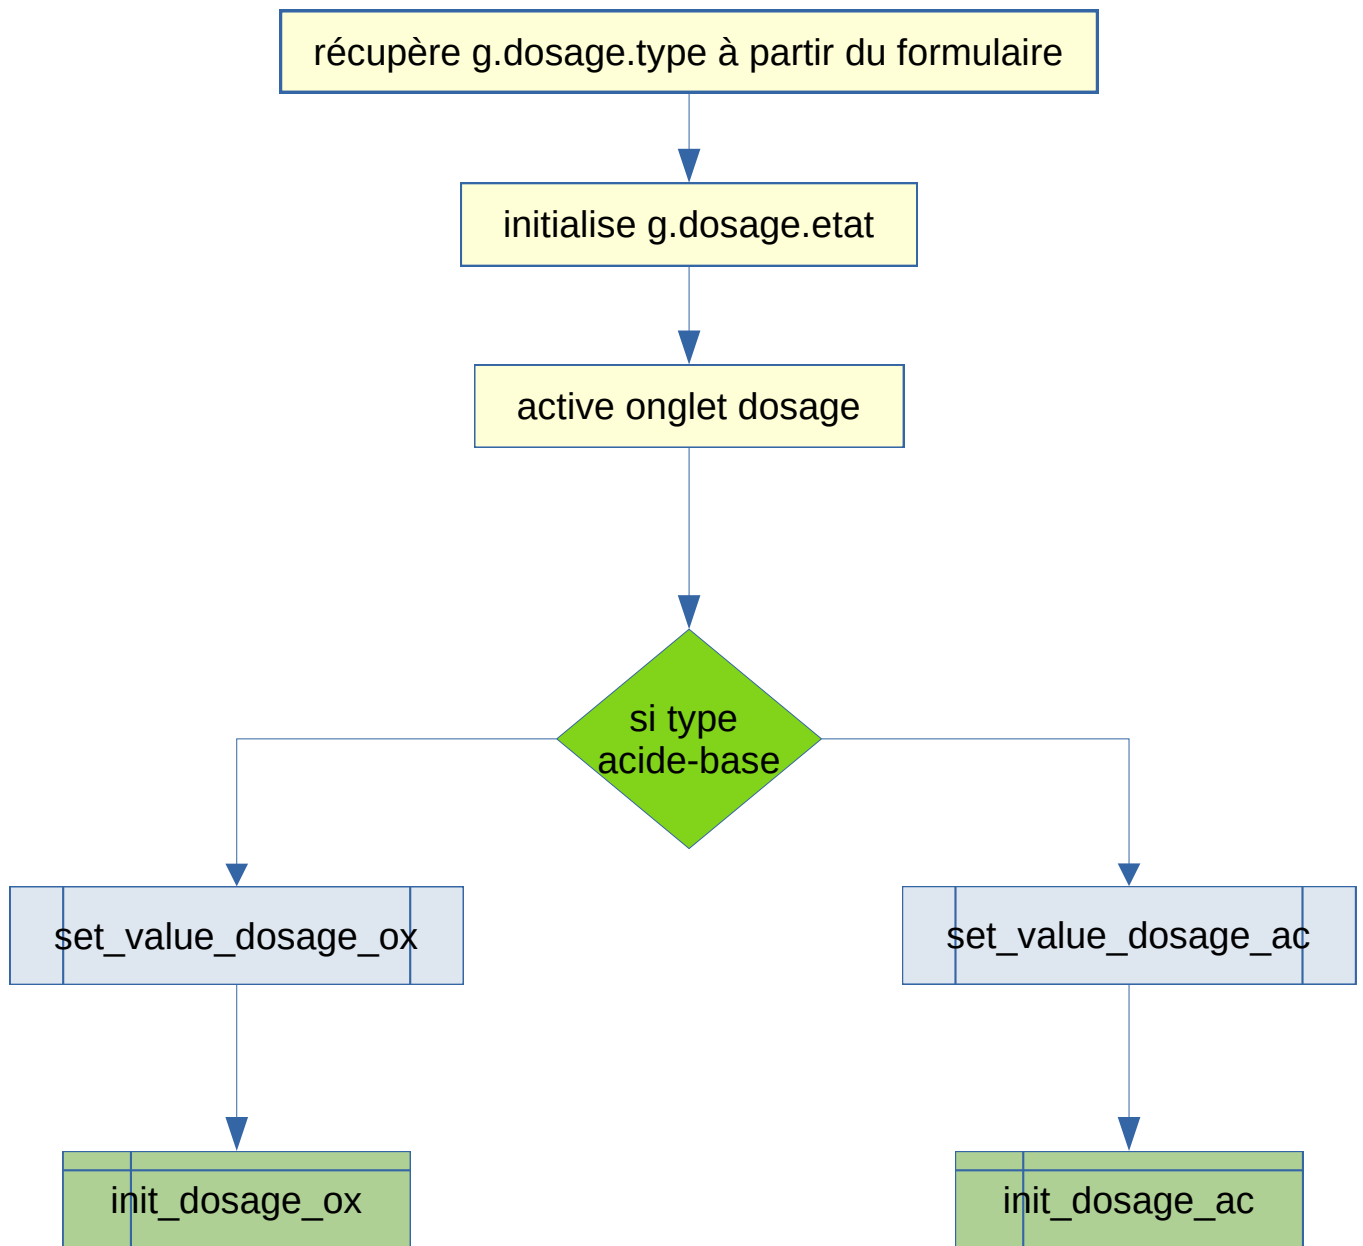 récupère g.dosage.type à partir du formulaire
initialise g.dosage.etat
active onglet dosage
si type
acide-base
set_value_dosage_ox
set_value_dosage_ac
init_dosage_ox
init_dosage_ac